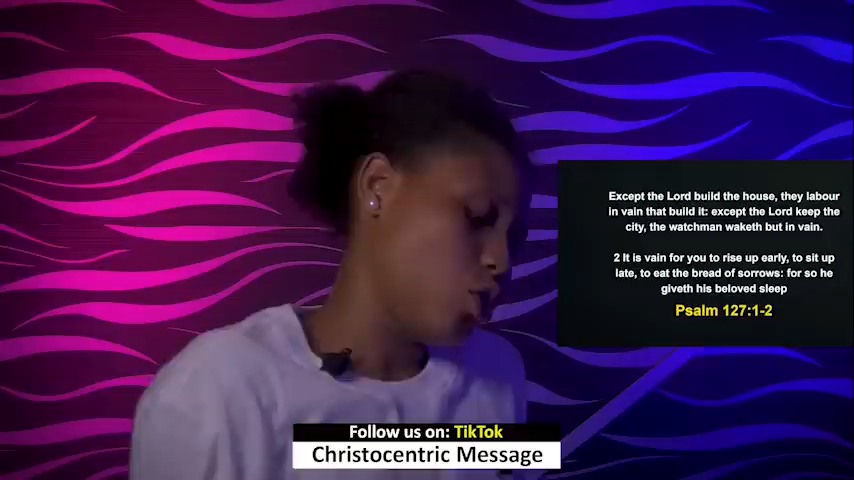 Except the Lord build the house, they labour
in vain that build it: except the Lord keep the
city, the watchman waketh but in vain.
2 It is vain for you to rise up early, to sit up
late, to eat the bread of sorrows: for so he
giveth his beloved sleep
Psalm 127:1-2
Follow us on: TikTok
Christocentric Message